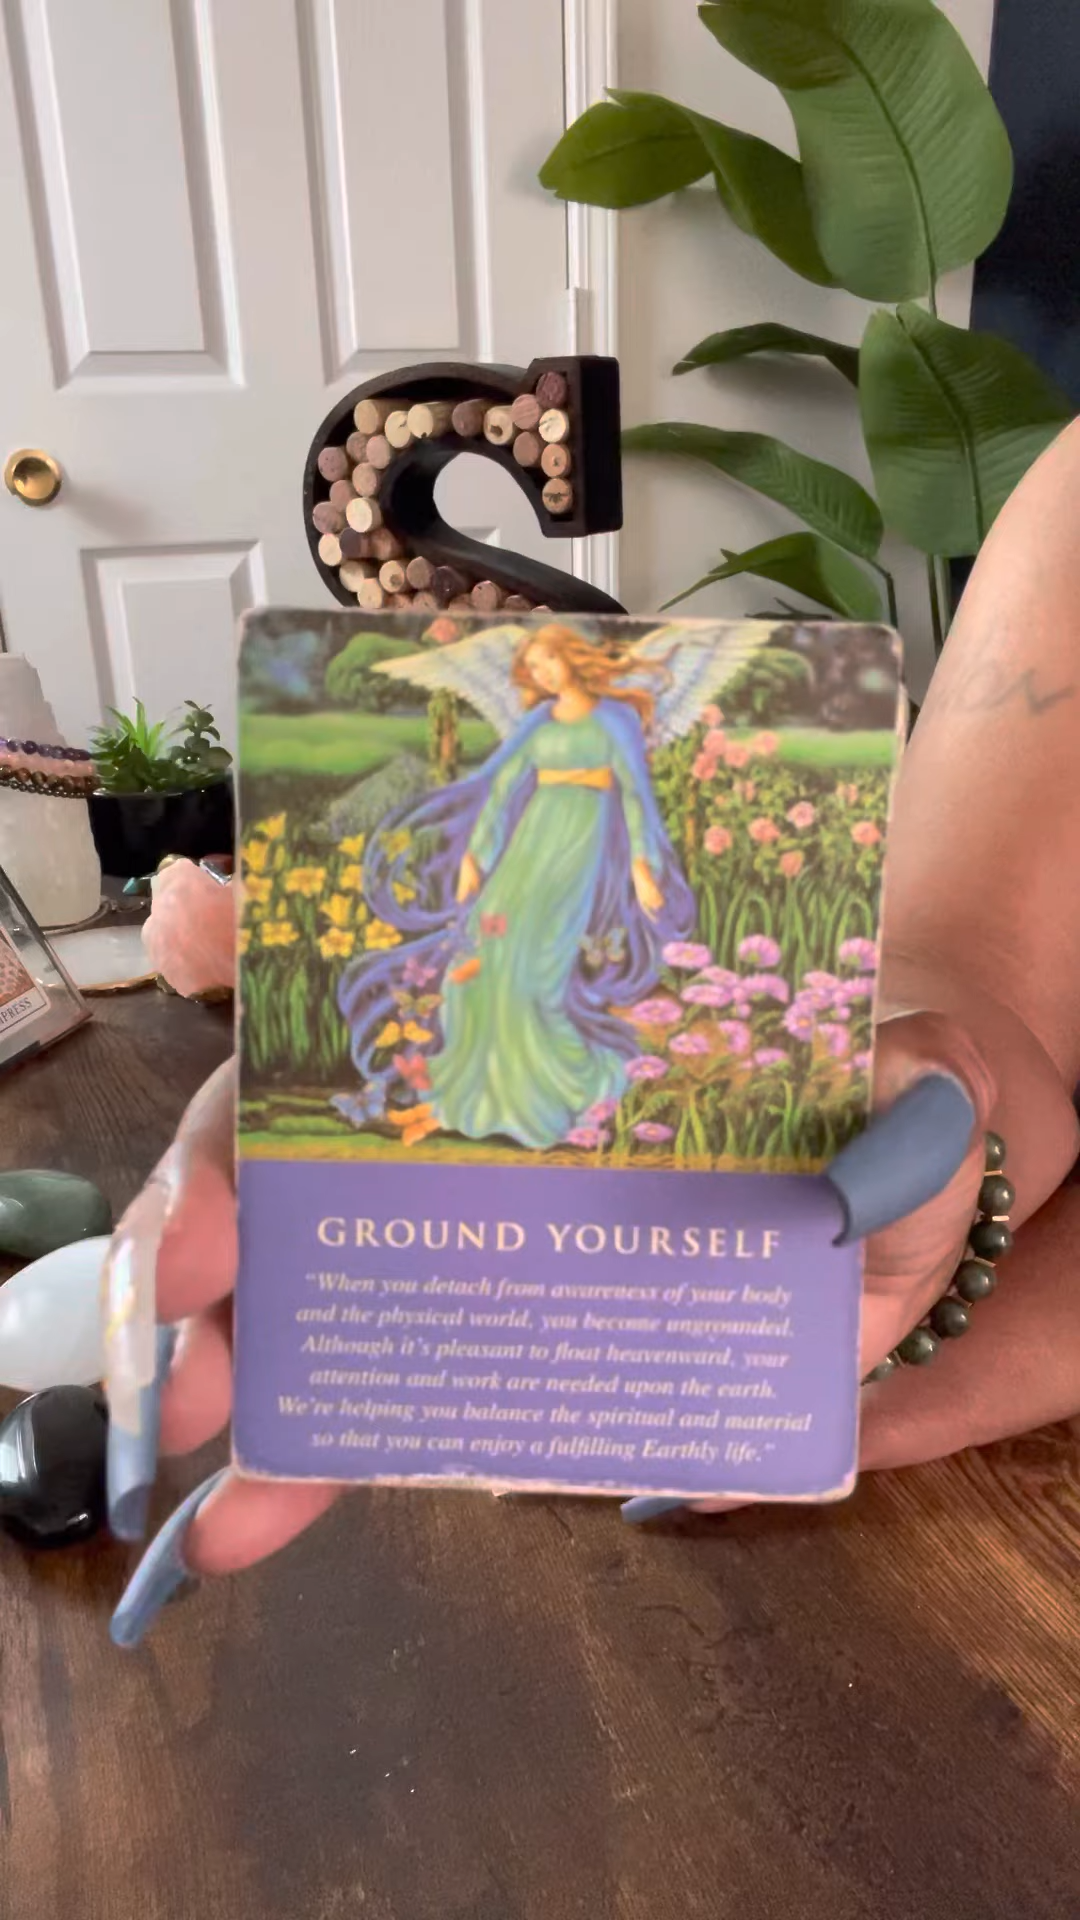 S
GROUND YOURSELF
"When you detach from awareness of your body
and the physical world, you become ungrounded.
Although it's pleasant to float heavenward, your
attention and work are needed upon the earth.
We're helping you balance the spiritual and material
so that you can enjoy a fulfilling Earthly life."